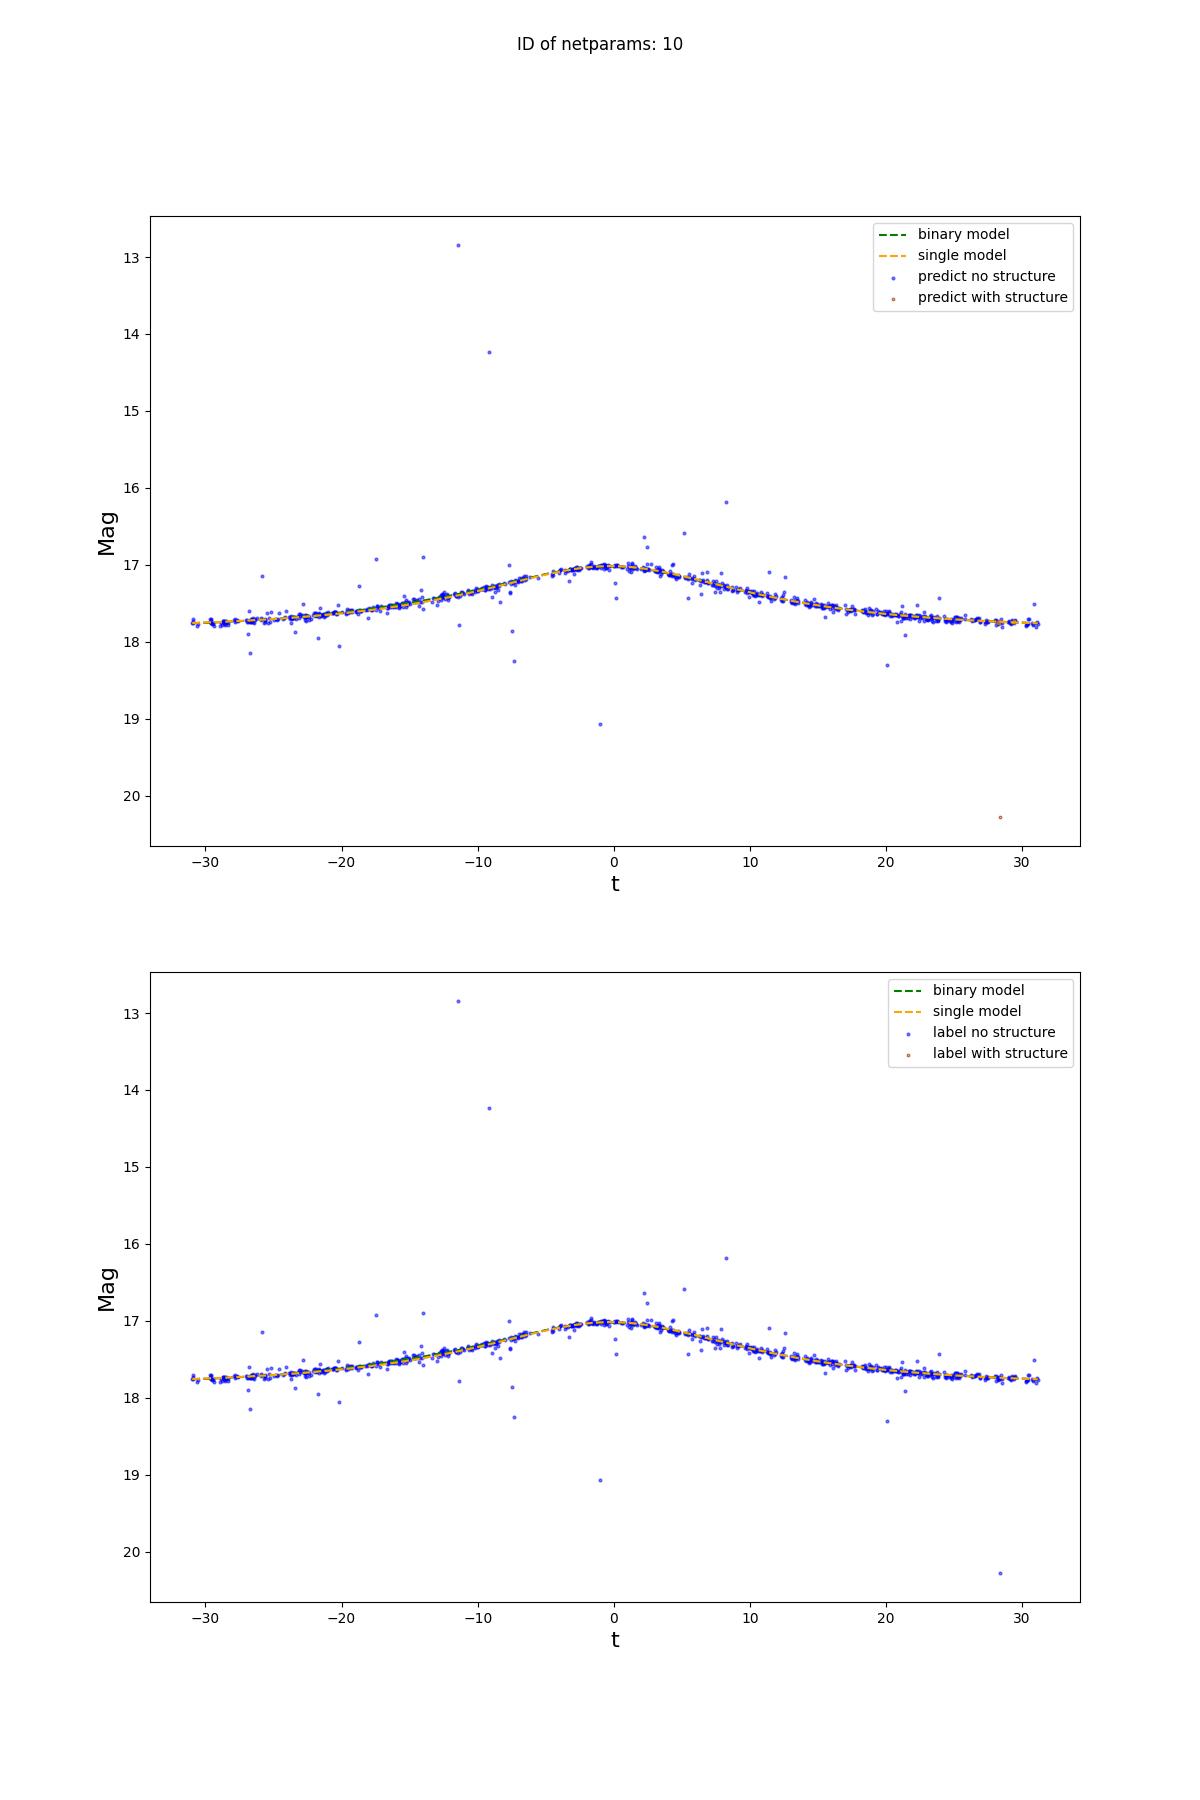 ID of netparams: 10
binary model
single model
predict no structure
predict with structure
13
14
15
16
17
18
19
20
Mag
−30
−20
−10
0
10
20
30
t
binary model
single model
label no structure
label with structure
13
14
15
16
17
18
19
20
Mag
−30
−20
−10
0
10
20
30
t